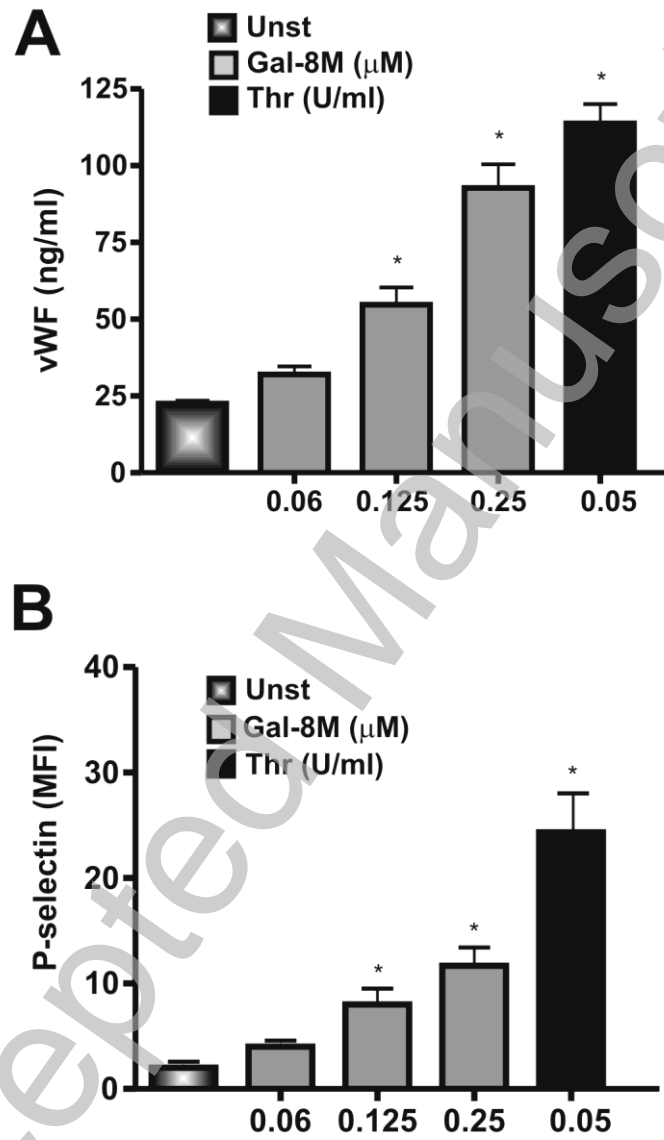 A
Unst
Gal-8M (μM)
Thr (U/ml)
vWF (ng/ml)
125
100
75
50
25
0
*
*
*
0.06 0.125 0.25 0.05
B
Unst
Gal-8M (μM)
Thr (U/ml)
P-selectin (MFI)
40
30
20
10
0
*
*
*
0.06 0.125 0.25 0.05
epted Manusc